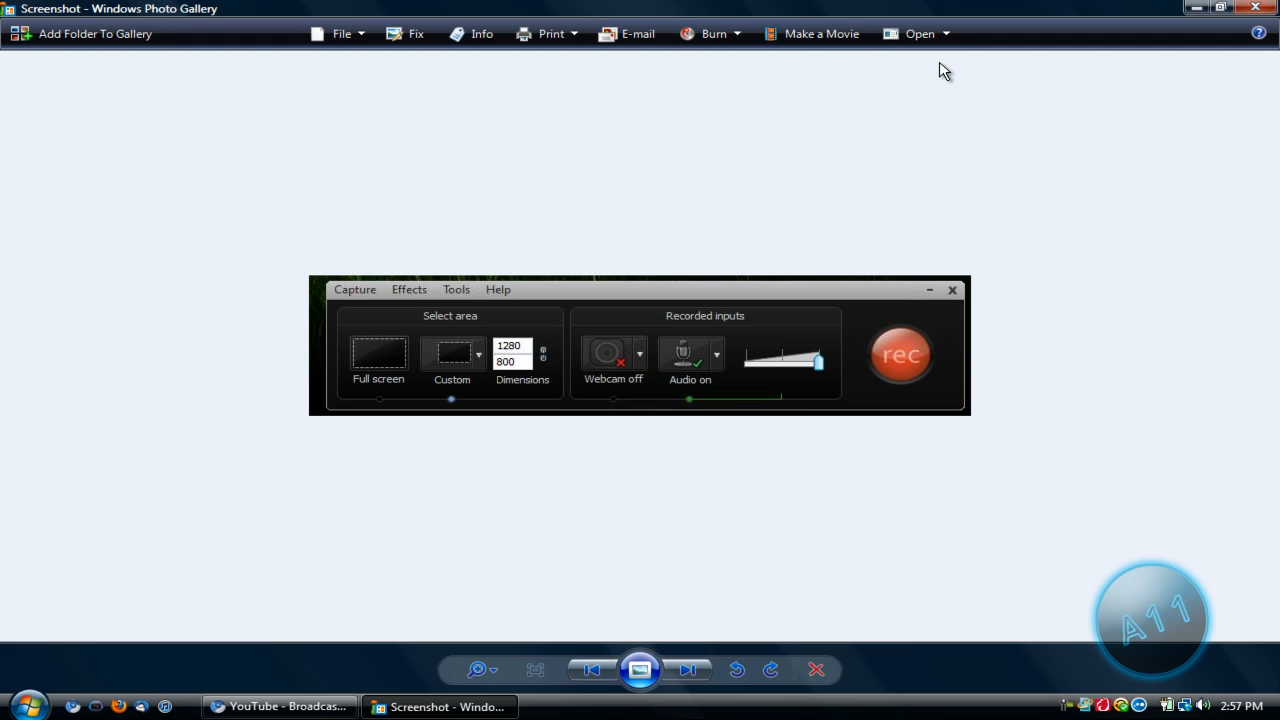 Screenshot - Windows Photo Gallery
Add Folder To Gallery File Fix Info Print E-mail Burn Make a Movie Open
Capture Effects Tools Help
Select area Recorded inputs
1280
800
rec
Full screen Custom Dimensions Webcam off Audio on
A11
YouTube - Broadcas... Screenshot - Windo... 2:57 PM